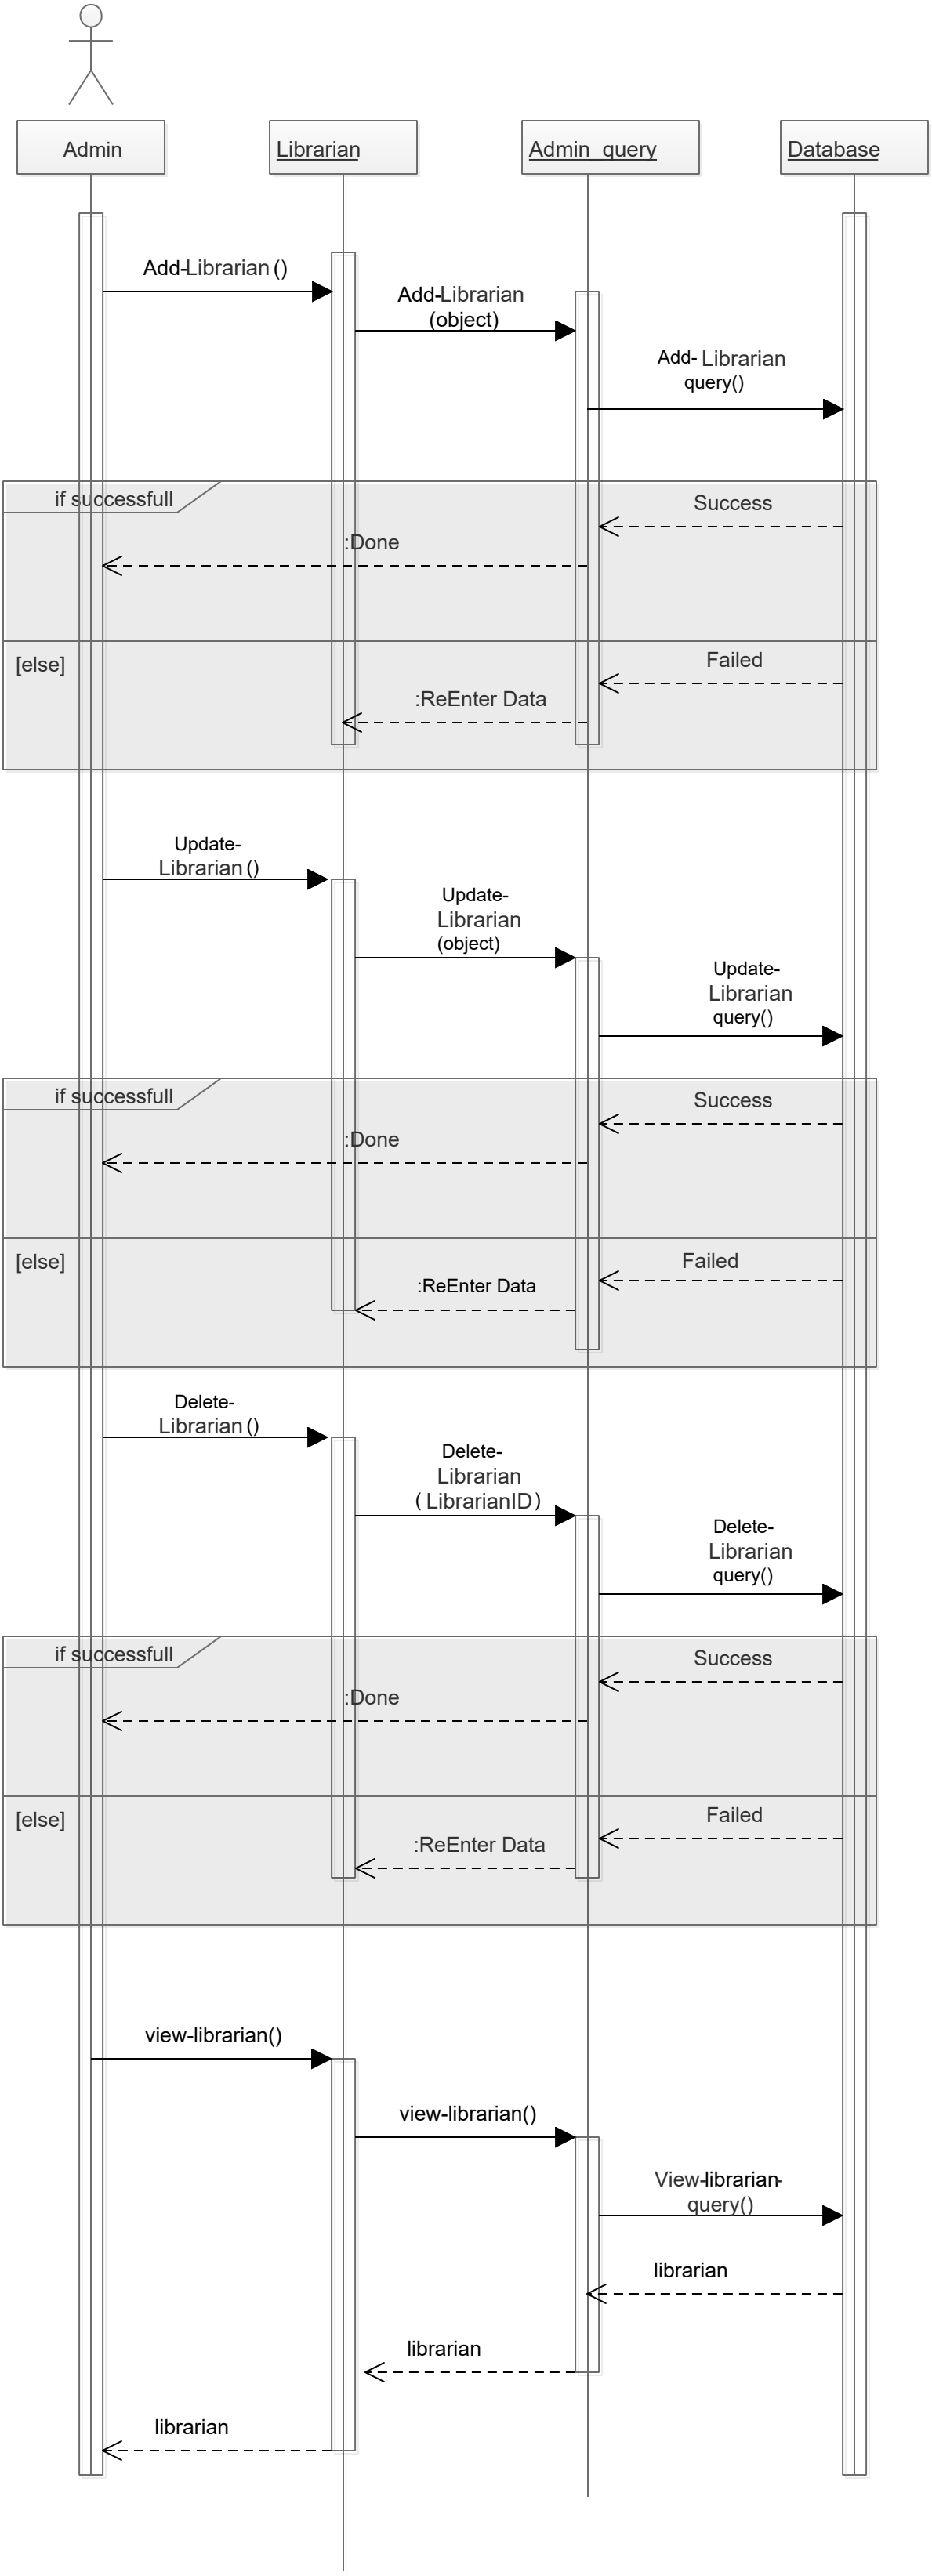 Admin
Librarian
Admin_query
Database
Add-Librarian ()
Add-Librarian
(object)
Add- Librarian
query()
if successfull
Success
:Done
[else]
Failed
:ReEnter Data
Update-
Librarian ()
Update-
Librarian
(object)
Update-
Librarian
query()
if successfull
Success
:Done
[else]
Failed
:ReEnter Data
Delete-
Librarian ()
Delete-
Librarian
( LibrarianID )
Delete-
Librarian
query()
if successfull
Success
:Done
[else]
Failed
:ReEnter Data
view-librarian()
view-librarian()
View-librarian-
query()
librarian
librarian
librarian